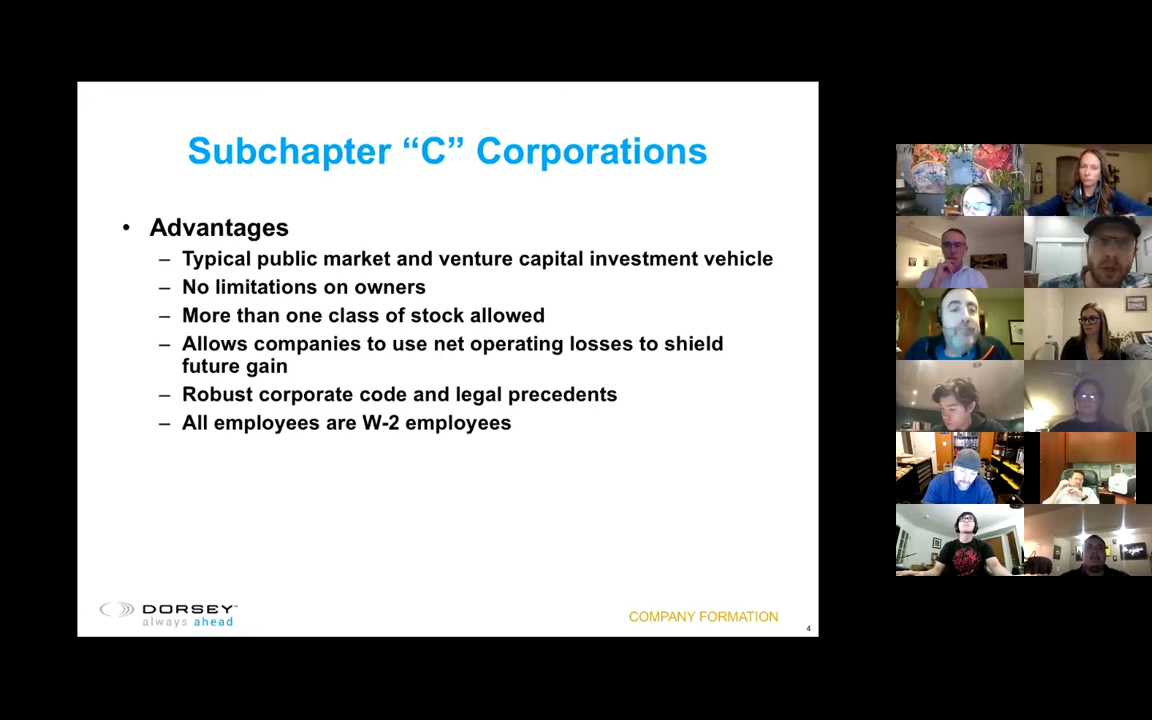 Subchapter “C” Corporations
• Advantages
– Typical public market and venture capital investment vehicle
– No limitations on owners
– More than one class of stock allowed
– Allows companies to use net operating losses to shield
future gain
– Robust corporate code and legal precedents
– All employees are W-2 employees
DORSEY™
always ahead
COMPANY FORMATION
4